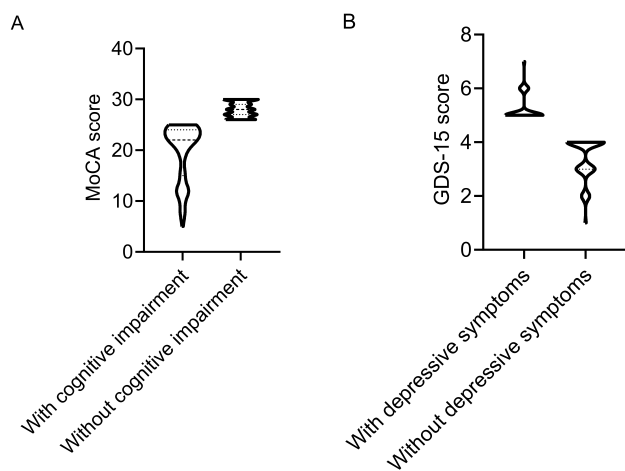 A
MoCA score
40
30
20
10
0
With cognitive impairment
Without cognitive impairment
B
GDS-15 score
8
6
4
2
0
With depressive symptoms
Without depressive symptoms